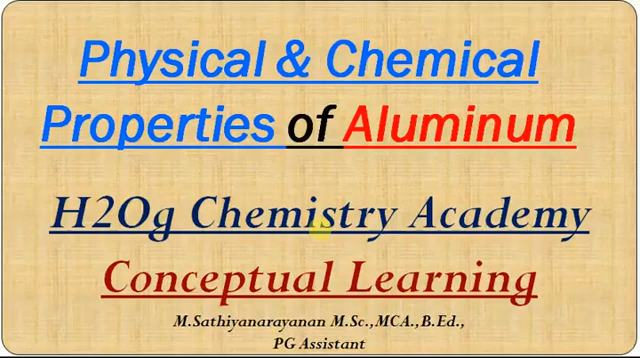 Physical & Chemical
Properties of Aluminum
H2Og Chemistry Academy
Conceptual Learning
M.Sathiyanarayanan M.Sc.,MCA.,B.Ed.,
PG Assistant